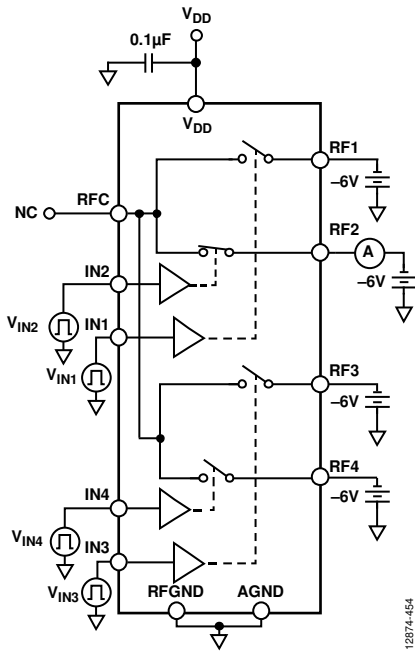 VDD
0.1µF
VDD
RF1
−6V
RFC
NC
RF2
A
−6V
IN2
VIN2
IN1
VIN1
RF3
−6V
RF4
−6V
IN4
VIN4
IN3
VIN3
RFGND AGND
12874-454